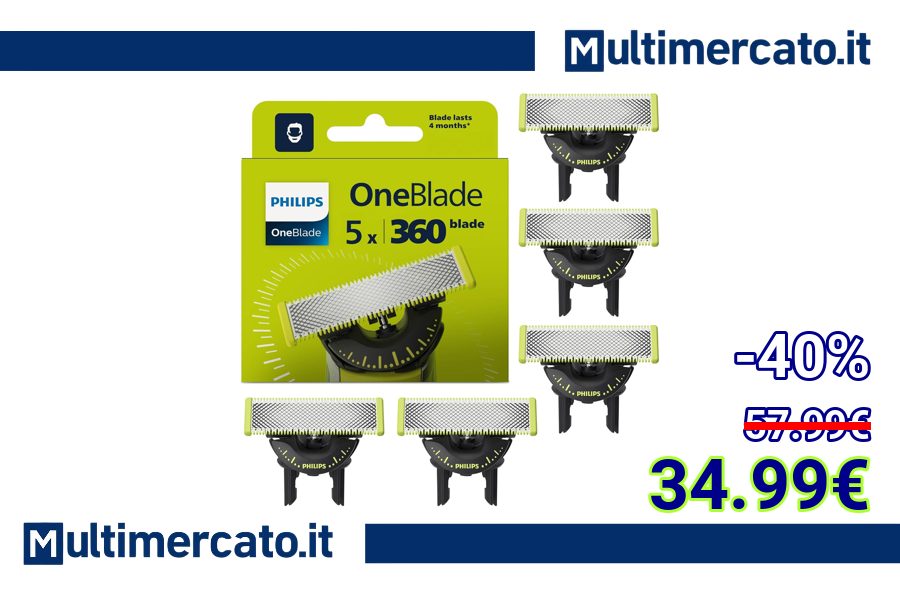 Multimercato.it
Blade lasts
4 months*
PHILIPS
OneBlade
OneBlade
5 x 360 blade
PHILIPS
PHILIPS
PHILIPS
PHILIPS
PHILIPS
-40%
57.99€
34.99€
Multimercato.it